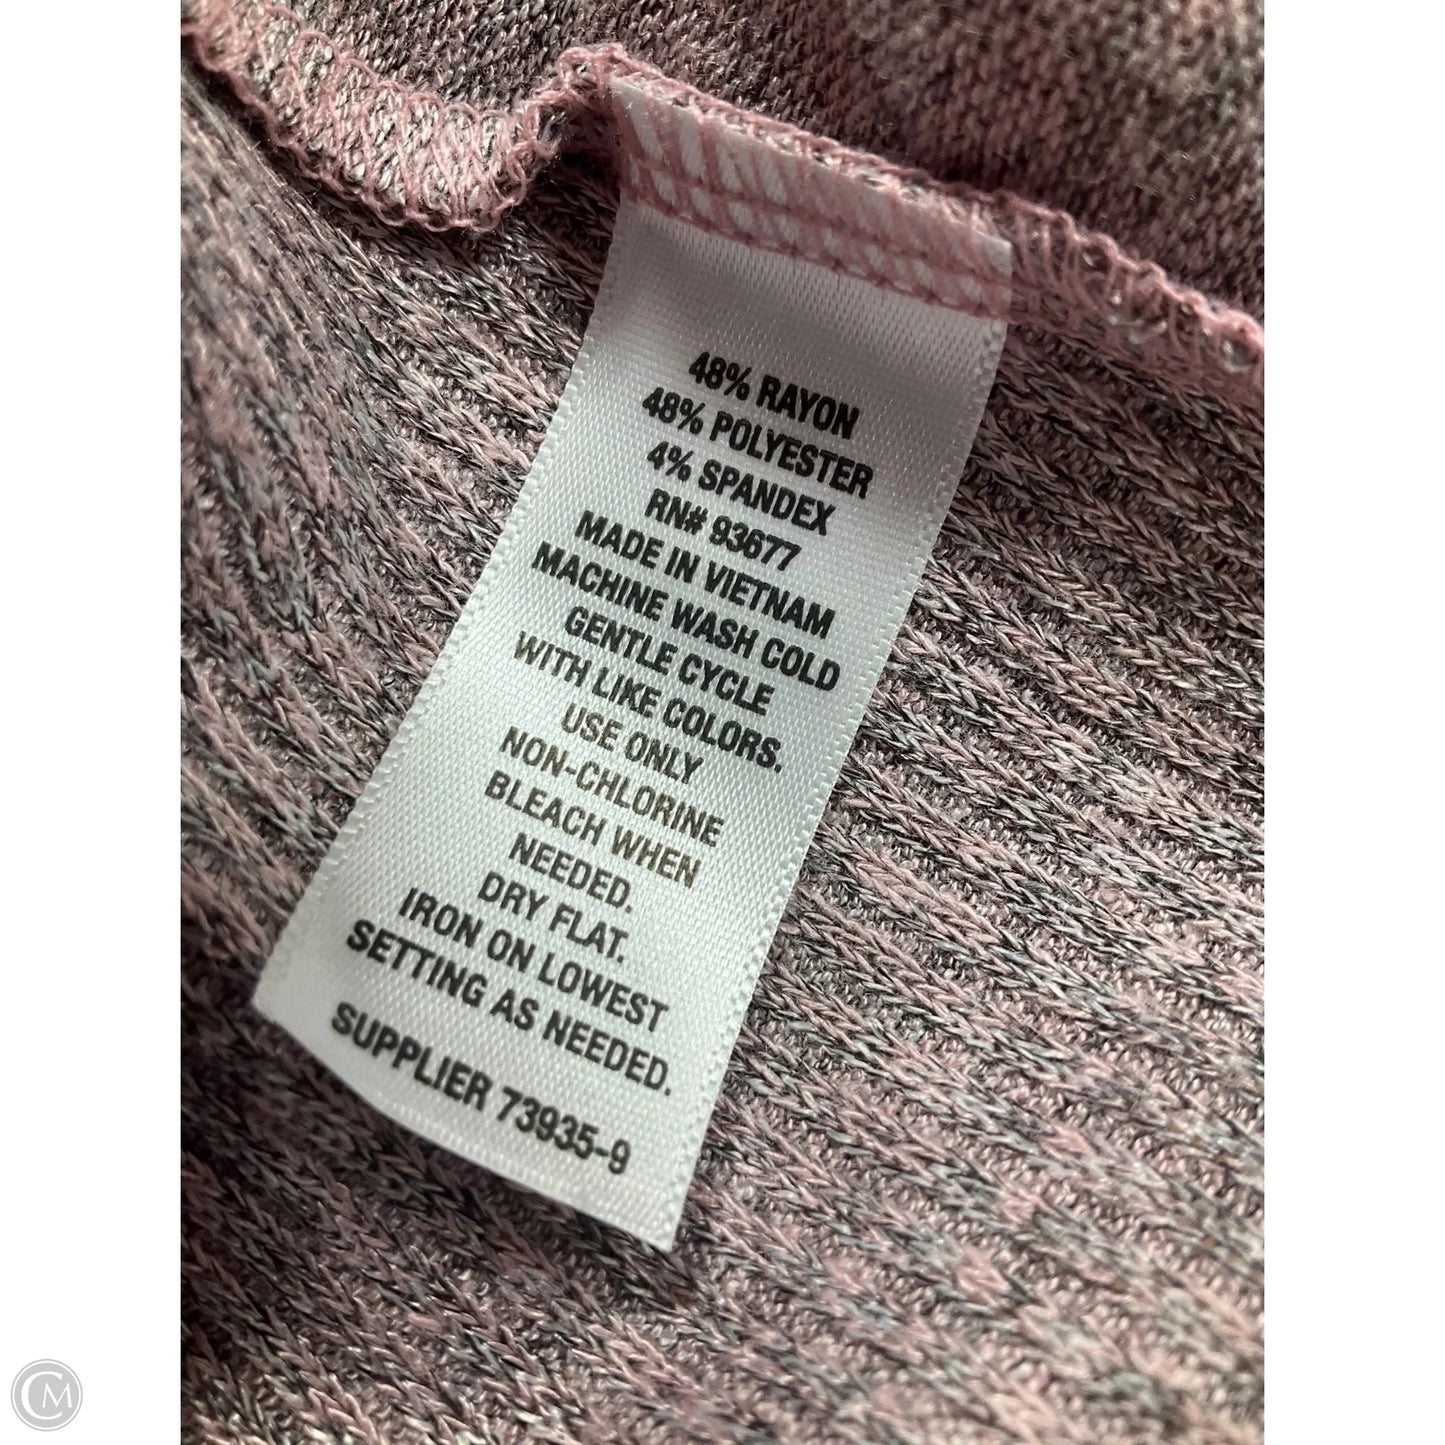 48% RAYON
48% POLYESTER
4% SPANDEX
RN# 93677
MADE IN VIETNAM
MACHINE WASH COLD
GENTLE CYCLE
WITH LIKE COLORS.
USE ONLY
NON-CHLORINE
BLEACH WHEN
NEEDED.
DRY FLAT.
IRON ON LOWEST
SETTING AS NEEDED.
SUPPLIER 73935-9
CM